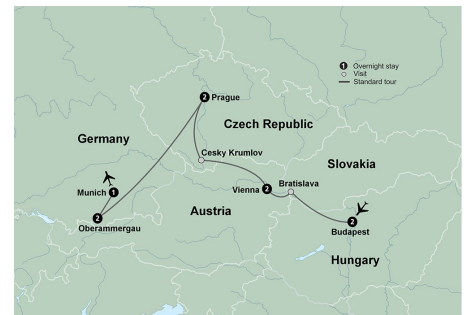 1 Overnight stay
Visit
Standard tour
2 Prague
Czech Republic
Germany
Cesky Krumlov
Slovakia
Munich 1
Vienna 2
Bratislava
Austria
2
Oberammergau
2
Budapest
Hungary